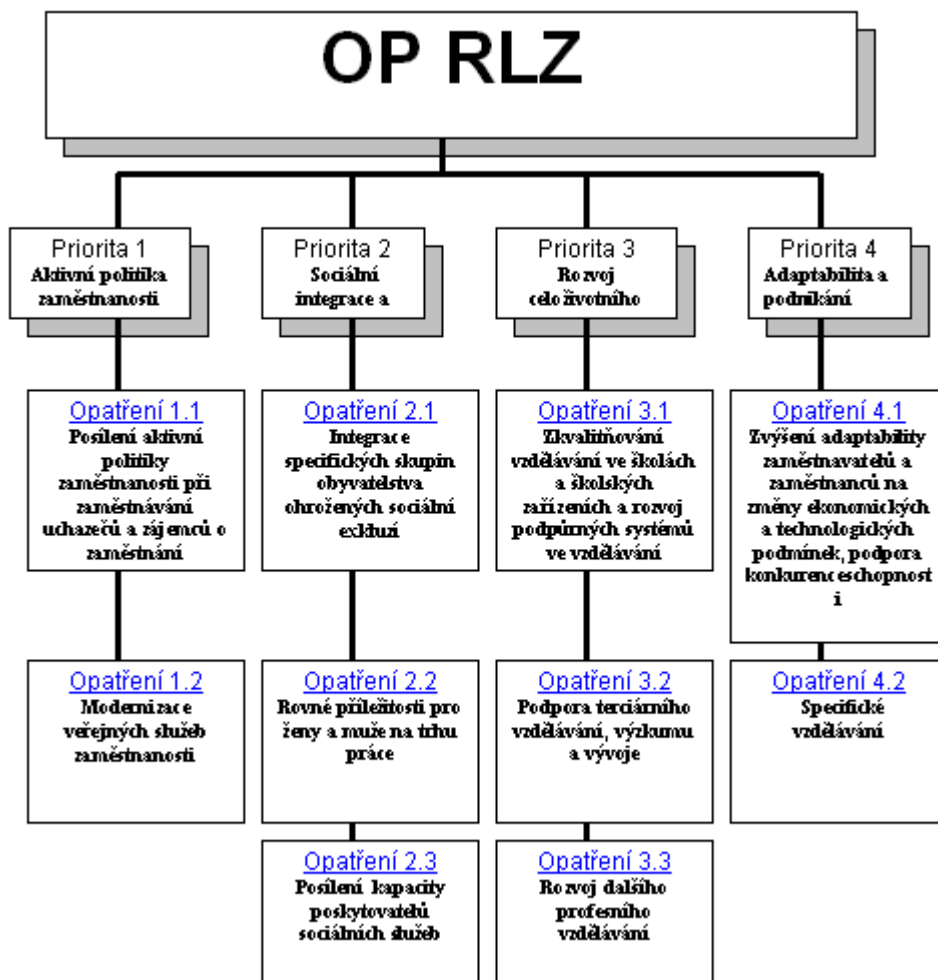 OP RLZ
Priorita 1
Aktivní politika
zaměstnanosti
Priorita 2
Sociální
integrace a
Priorita 3
Rozvoj
celoživotního
Priorita 4
Adaptabilita a
podnikání
Opatření 1.1
Posílení aktivní
politiky
zaměstnanosti při
zaměstnávání
uchazečů a zájemců o
zaměstnání
Opatření 2.1
Integrace
specifických skupin
obyvatelstva
ohrožených sociální
exkluzí
Opatření 3.1
Zkvalitňování
vzdělávání ve školách
a školských
zařízeních a rozvoj
podpůrných systémů
ve vzdělávání
Opatření 4.1
Zvýšení adaptability
zaměstnavatelů a
zaměstnanců na
změny ekonomických
a technologických
podmínek, podpora
konkurenceschopnost
i
Opatření 1.2
Modernizace
veřejných služeb
zaměstnanosti
Opatření 2.2
Rovné příležitosti pro
ženy a muže na trhu
práce
Opatření 3.2
Podpora terciárního
vzdělávání, výzkumu
a vývoje
Opatření 4.2
Specifické
vzdělávání
Opatření 2.3
Posílení kapacity
poskytovatelů
sociálních služeb
Opatření 3.3
Rozvoj dalšího
profesního
vzdělávání